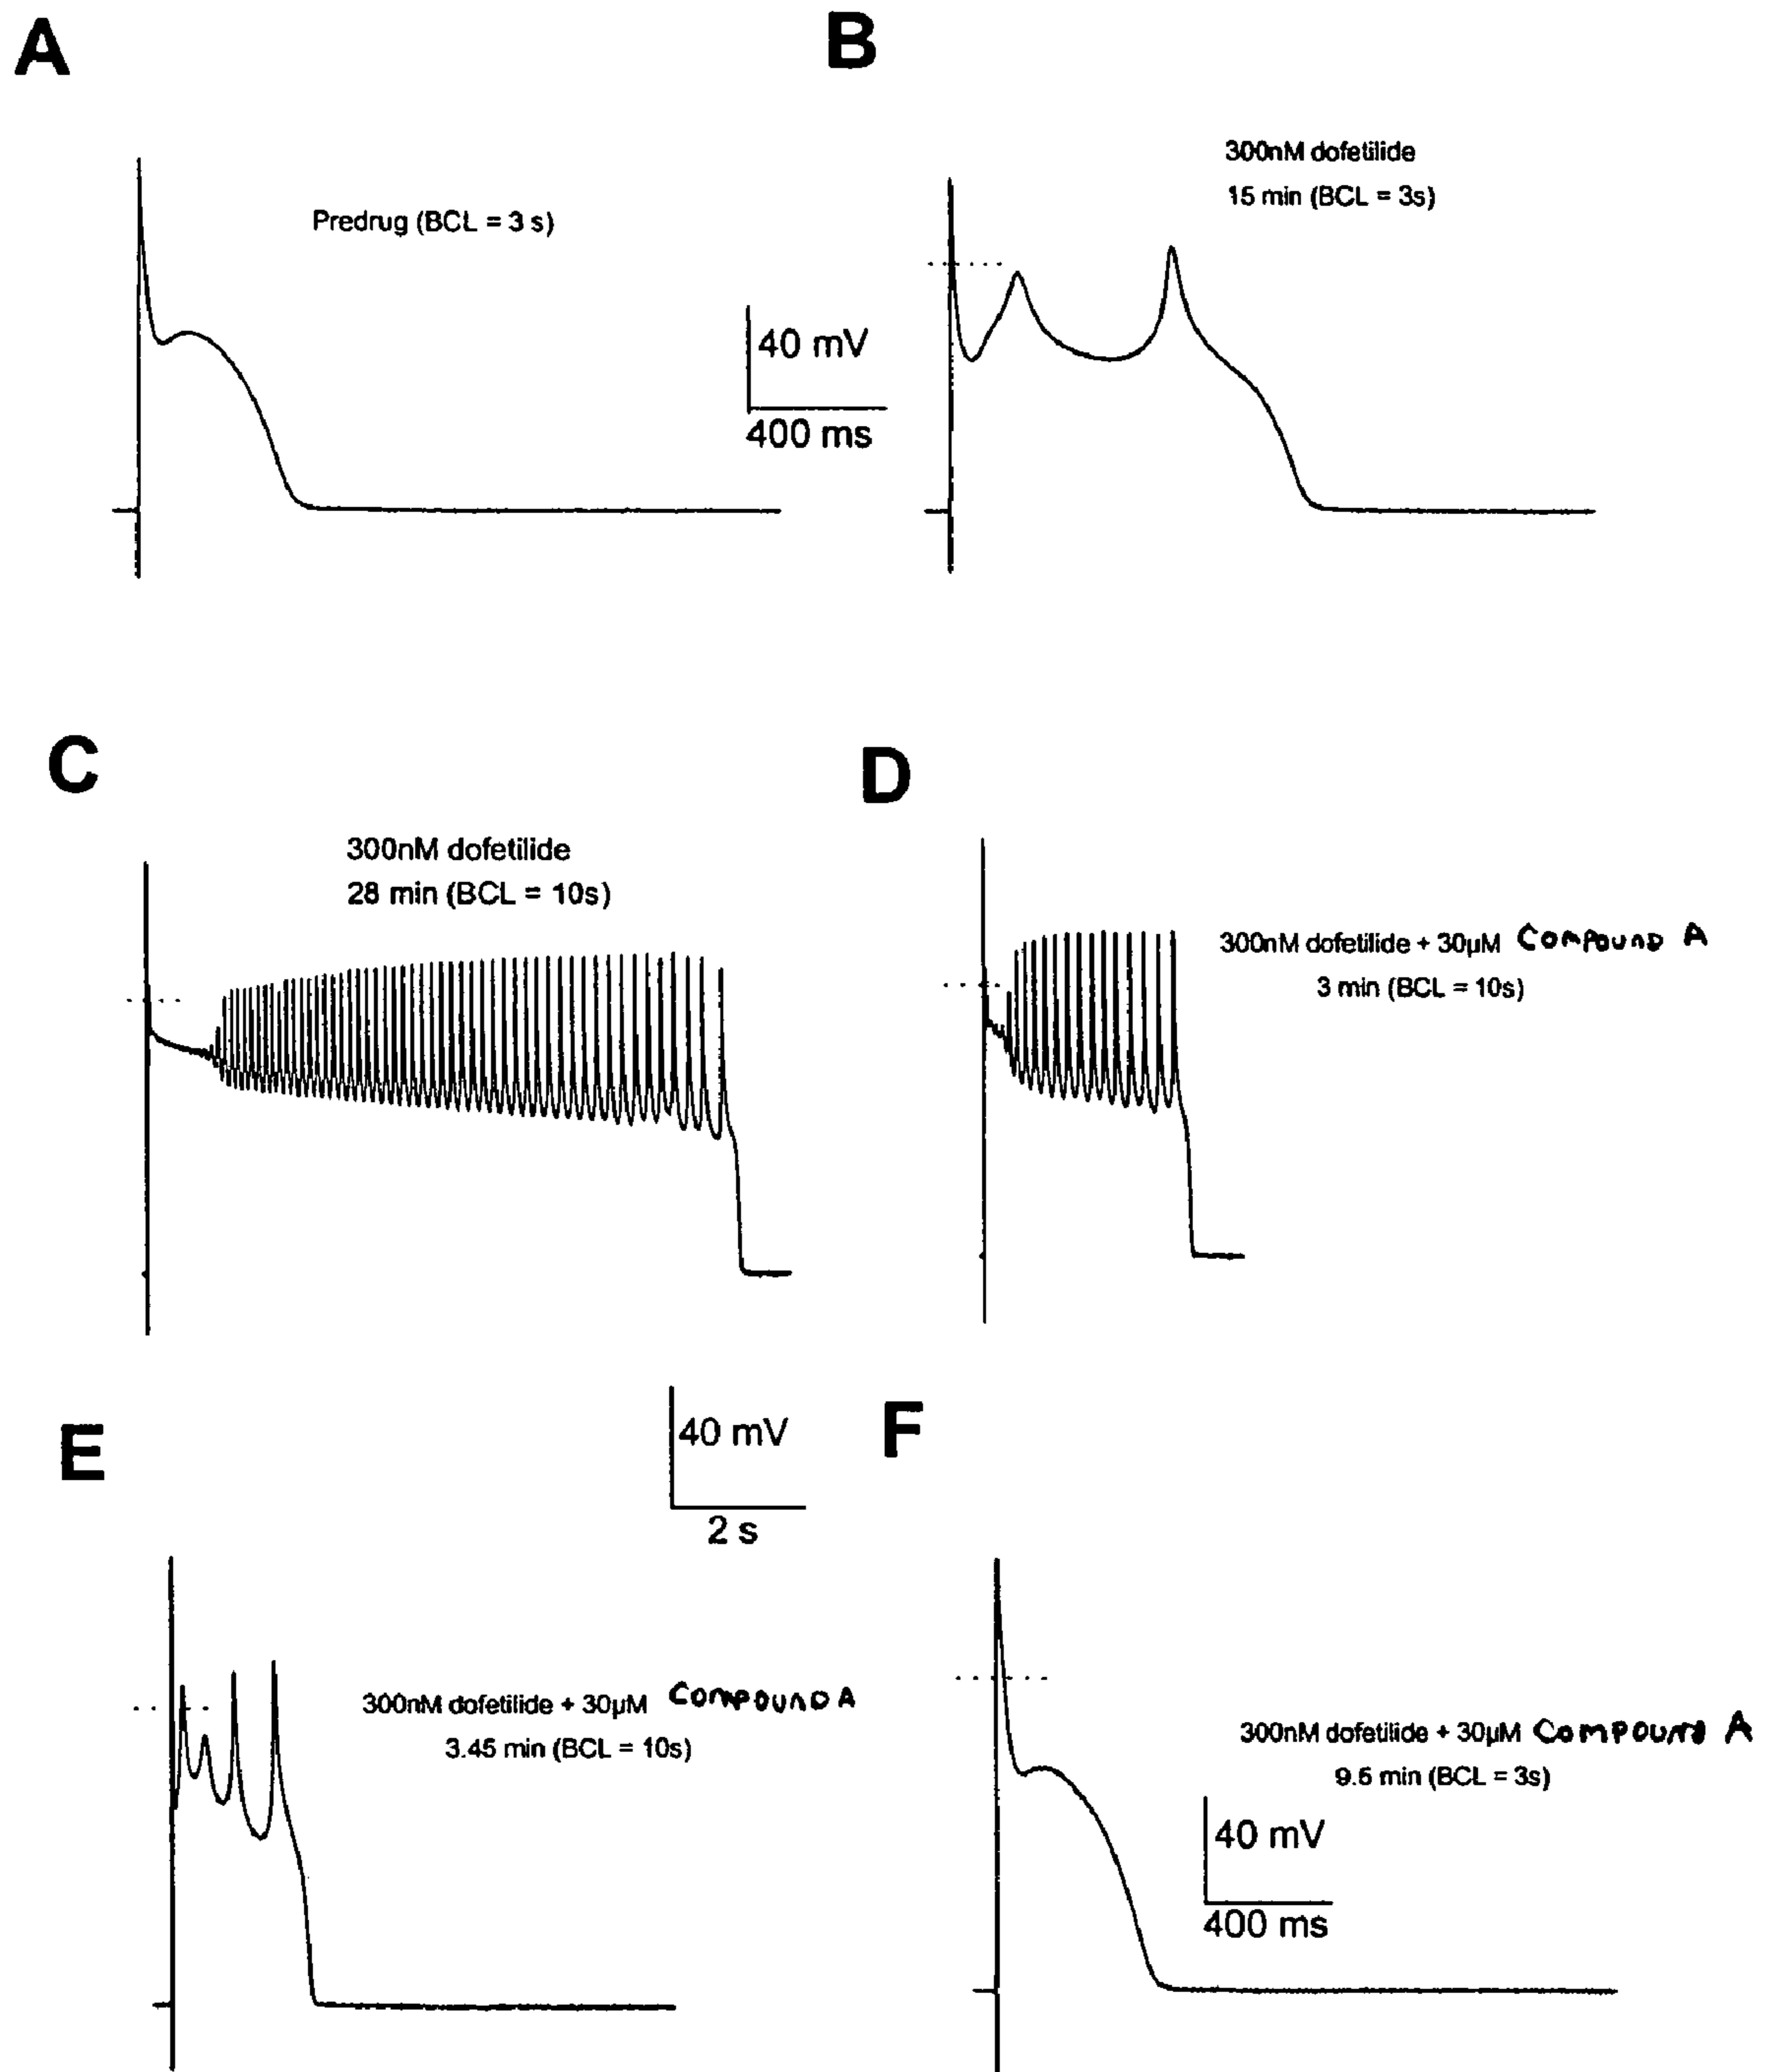 A
B
Predrug (BCL = 3 s)
300nM dofetilide
15 min (BCL = 3s)
40 mV
400 ms
C
D
300nM dofetilide
28 min (BCL = 10s)
300nM dofetilide + 30µM Compound A
3 min (BCL = 10s)
E
F
40 mV
2 s
300nM dofetilide + 30µM Compound A
3.45 min (BCL = 10s)
300nM dofetilide + 30µM Compound A
9.5 min (BCL = 3s)
40 mV
400 ms